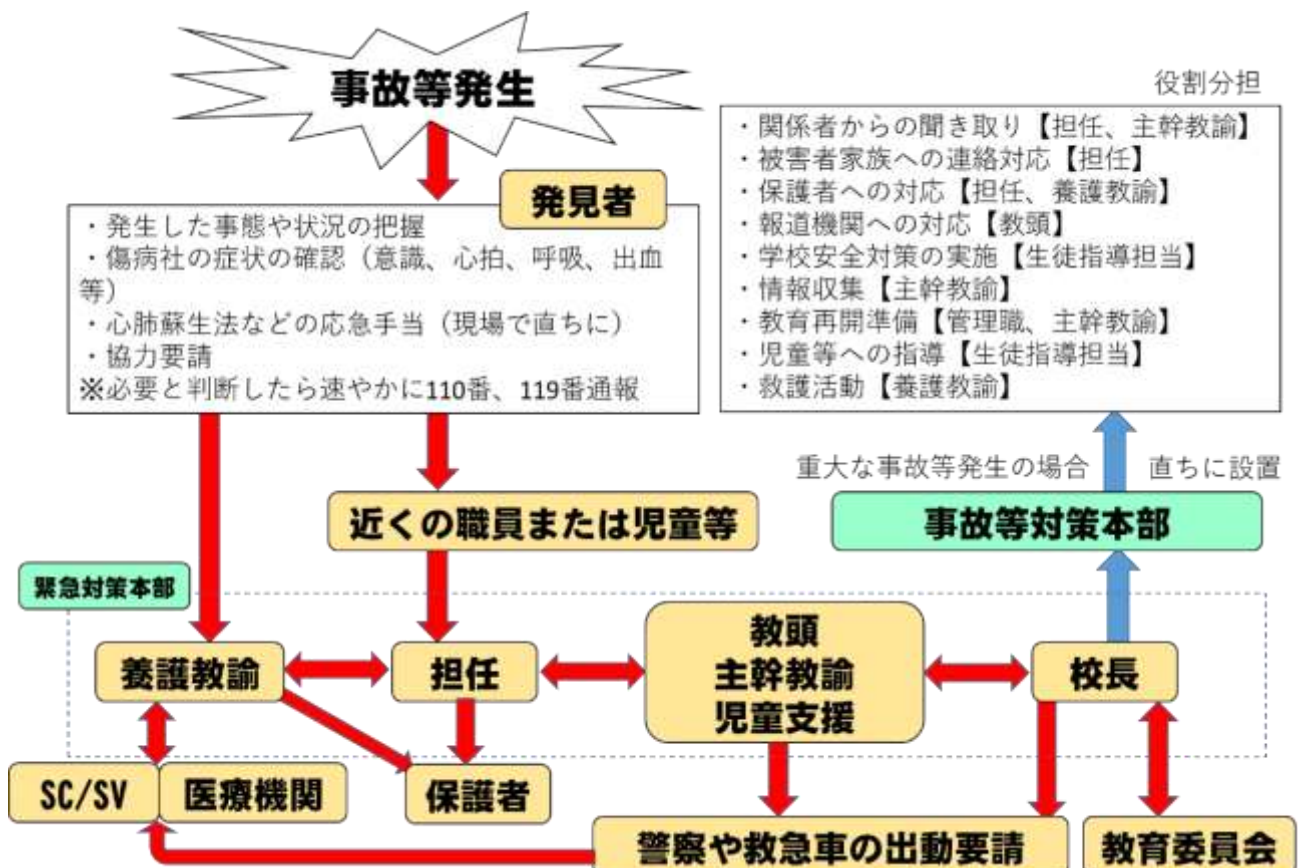 事故等発生
発見者
・発生した事態や状況の把握
・傷病社の症状の確認（意識、心拍、呼吸、出血
等）
・心肺蘇生法などの応急手当（現場で直ちに）
・協力要請
※必要と判断したら速やかに110番、119番通報
役割分担
・関係者からの聞き取り【担任、主幹教諭】
・被害者家族への連絡対応【担任】
・保護者への対応【担任、養護教諭】
・報道機関への対応【教頭】
・学校安全対策の実施【生徒指導担当】
・情報収集【主幹教諭】
・教育再開準備【管理職、主幹教諭】
・児童等への指導【生徒指導担当】
・救護活動【養護教諭】
重大な事故等発生の場合　直ちに設置
近くの職員または児童等
事故等対策本部
緊急対策本部
養護教諭
担任
教頭
主幹教諭
児童支援
校長
SC/SV
医療機関
保護者
警察や救急車の出動要請
教育委員会